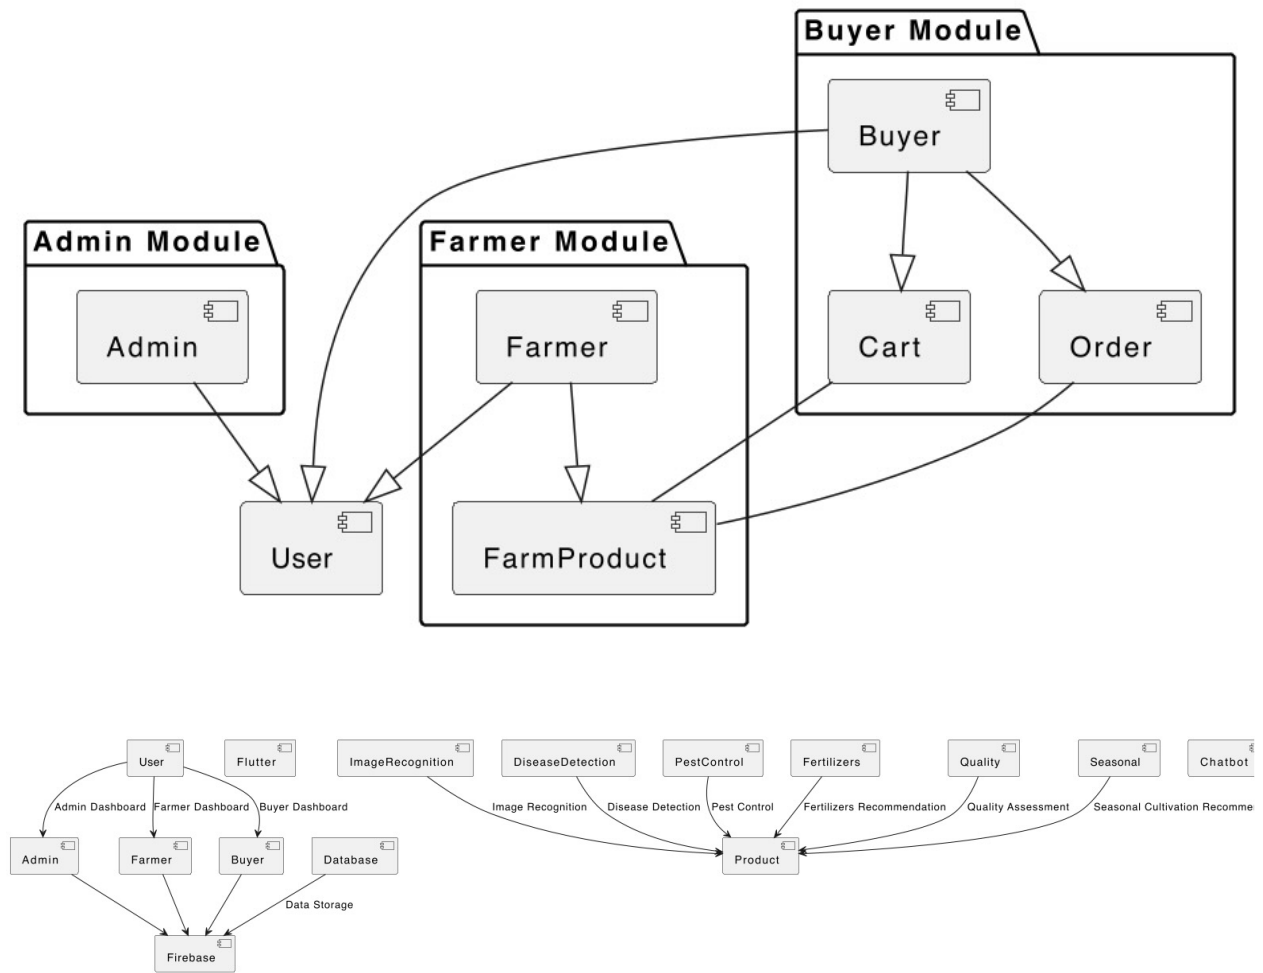 Buyer Module
Buyer
Admin Module
Farmer Module
Admin
Farmer
Cart
Order
User
FarmProduct
User
Flutter
ImageRecognition
DiseaseDetection
PestControl
Fertilizers
Quality
Seasonal
Chatbot
Admin Dashboard
Farmer Dashboard
Buyer Dashboard
Image Recognition
Disease Detection
Pest Control
Fertilizers Recommendation
Quality Assessment
Seasonal Cultivation Recomme
Admin
Farmer
Buyer
Database
Product
Data Storage
Firebase